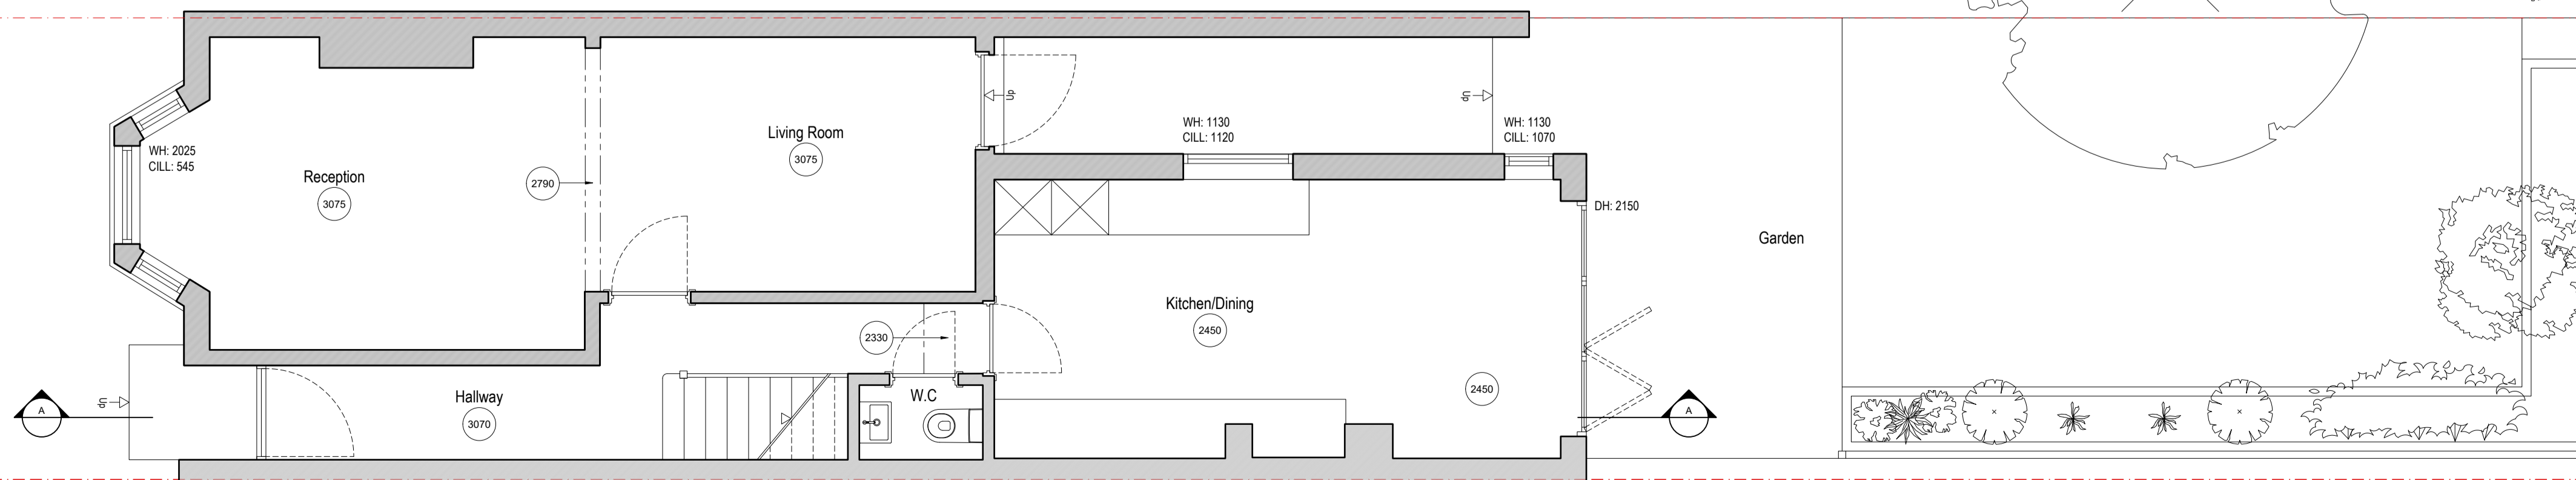 WH: 2025
CILL: 545
Reception
3075
2790
Living Room
3075
Up
Up
WH: 1130
CILL: 1120
WH: 1130
CILL: 1070
DH: 2150
Garden
Kitchen/Dining
2450
2450
2330
W.C
Hallway
3070
Up
A
A